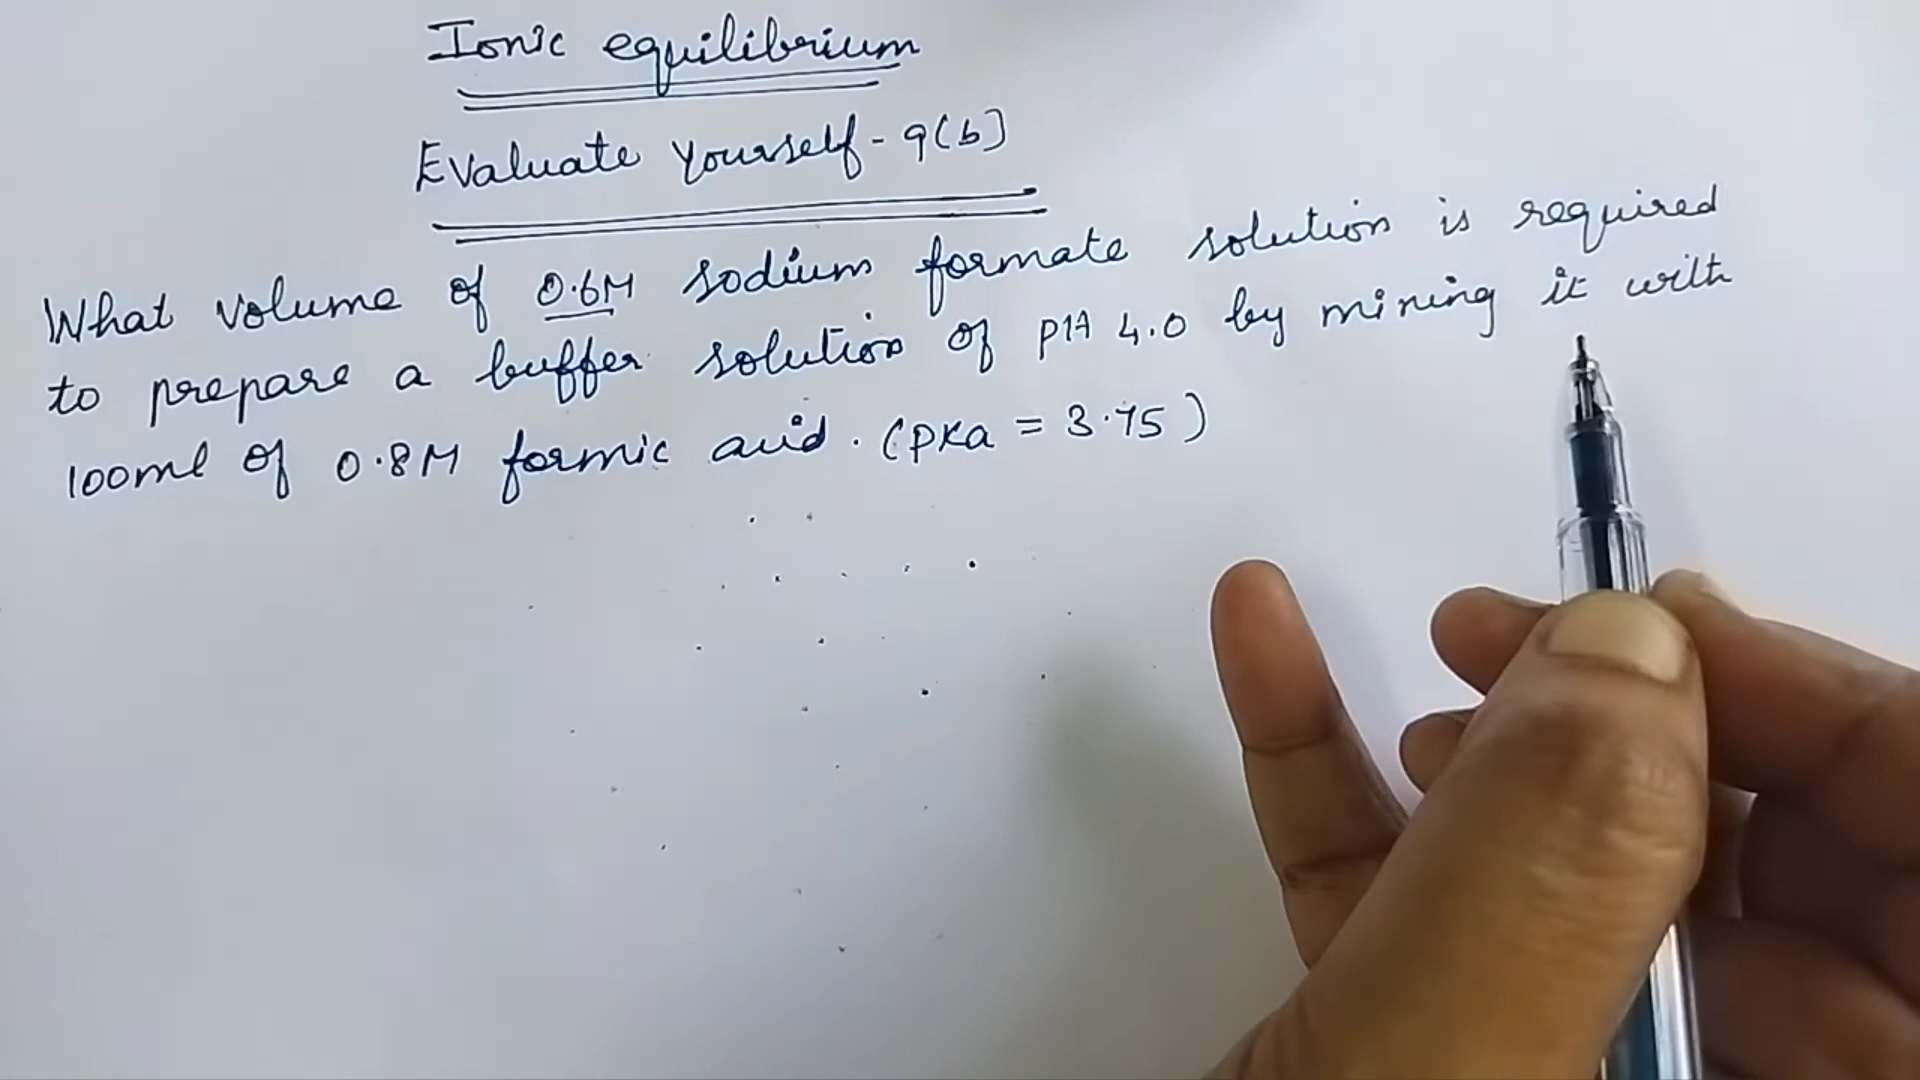 Ionic equilibrium
Evaluate yourself - 9(b)
What volume of 0.6M sodium formate solution is required
to prepare a buffer solution of pH 4.0 by mixing it with
100ml of 0.8M formic acid. (pKa = 3.75)